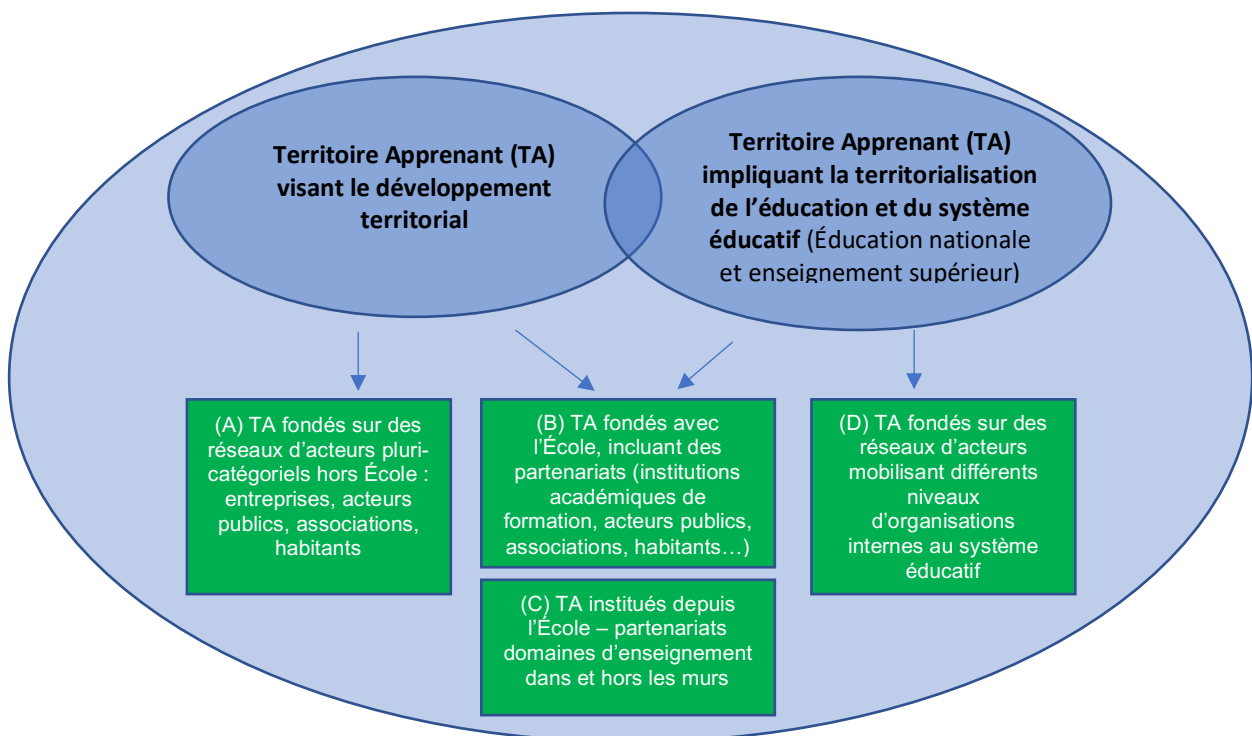 Territoire Apprenant (TA)
visant le développement
territorial
Territoire Apprenant (TA)
impliquant la territorialisation
de l’éducation et du système
éducatif (Éducation nationale
et enseignement supérieur)
(A) TA fondés sur des
réseaux d’acteurs pluri-
catégoriels hors École :
entreprises, acteurs
publics, associations,
habitants
(B) TA fondés avec
l’École, incluant des
partenariats (institutions
académiques de
formation, acteurs publics,
associations, habitants…)
(C) TA institués depuis
l’École – partenariats
domaines d’enseignement
dans et hors les murs
(D) TA fondés sur des
réseaux d’acteurs
mobilisant différents
niveaux
d’organisations
internes au système
éducatif